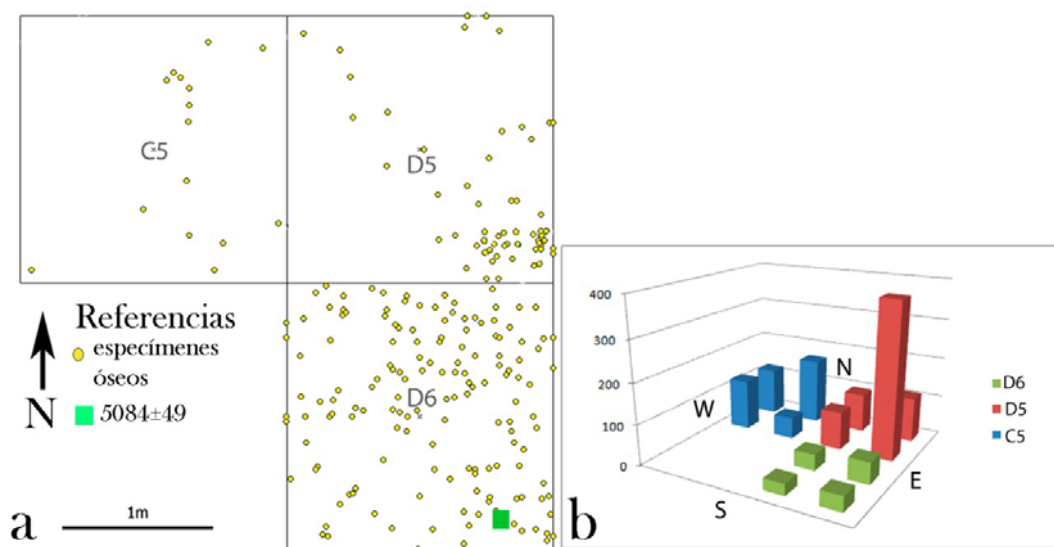 C5
D5
Referencias
especímenes
óseos
5084±49
N
D6
a
1m
400
300
200
100
0
W
N
S
E
D6
D5
C5
b